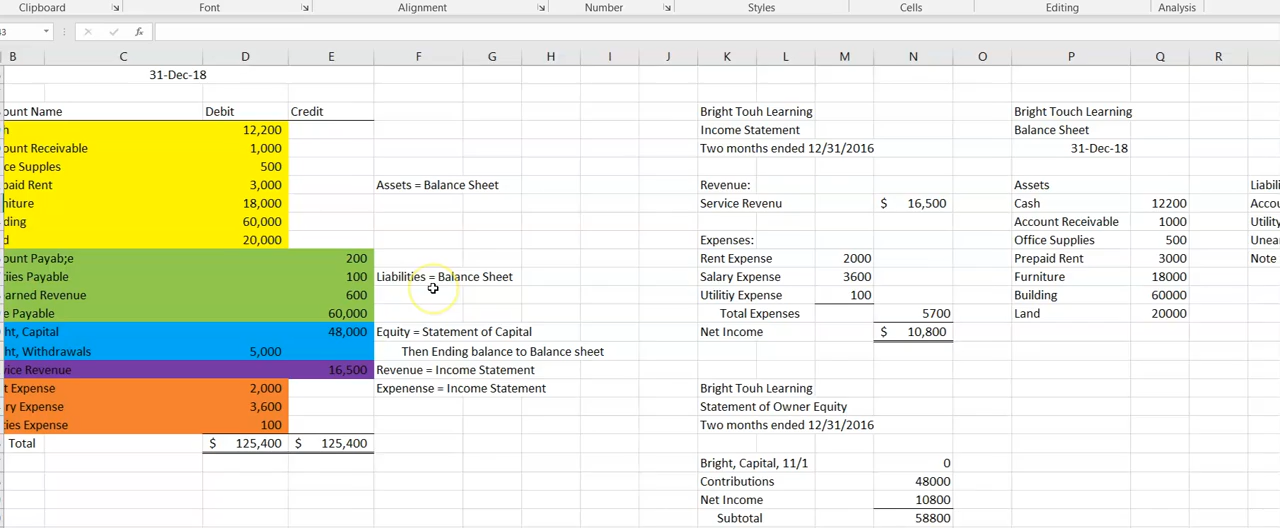 Clipboard Font Alignment Number Styles Cells Editing Analysis
fx
B C D E F G H I J K L M N O P Q R
31-Dec-18
ount Name Debit Credit Bright Touh Learning Bright Touch Learning
h 12,200 Income Statement Balance Sheet
ount Receivable 1,000 Two months ended 12/31/2016 31-Dec-18
ce Supplies 500
paid Rent 3,000 Assets = Balance Sheet Revenue: Assets Liabili
niture 18,000 Service Revenu $ 16,500 Cash 12200 Accou
ding 60,000 Account Receivable 1000 Utility
d 20,000 Expenses: Office Supplies 500 Unear
ount Payab;e 200 Rent Expense 2000 Prepaid Rent 3000 Note
ities Payable 100 Liabilities = Balance Sheet Salary Expense 3600 Furniture 18000
arned Revenue 600 Utilitiy Expense 100 Building 60000
e Payable 60,000 Total Expenses 5700 Land 20000
ht, Capital 48,000 Equity = Statement of Capital Net Income $ 10,800
ht, Withdrawals 5,000 Then Ending balance to Balance sheet
vice Revenue 16,500 Revenue = Income Statement
t Expense 2,000 Expenense = Income Statement Bright Touh Learning
ary Expense 3,600 Statement of Owner Equity
ties Expense 100 Two months ended 12/31/2016
Total $ 125,400 $ 125,400
Bright, Capital, 11/1 0
Contributions 48000
Net Income 10800
Subtotal 58800